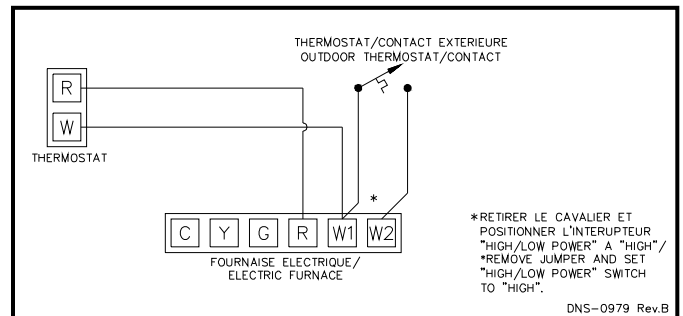 THERMOSTAT/CONTACT EXTERIEURE
OUTDOOR THERMOSTAT/CONTACT
R
W
THERMOSTAT
*
C Y G R W1 W2
FOURNAISE ELECTRIQUE/
ELECTRIC FURNACE
*RETIRER LE CAVALIER ET
POSITIONNER L'INTERUPTEUR
"HIGH/LOW POWER" A "HIGH"/
*REMOVE JUMPER AND SET
"HIGH/LOW POWER" SWITCH
TO "HIGH".
DNS-0979 Rev.B